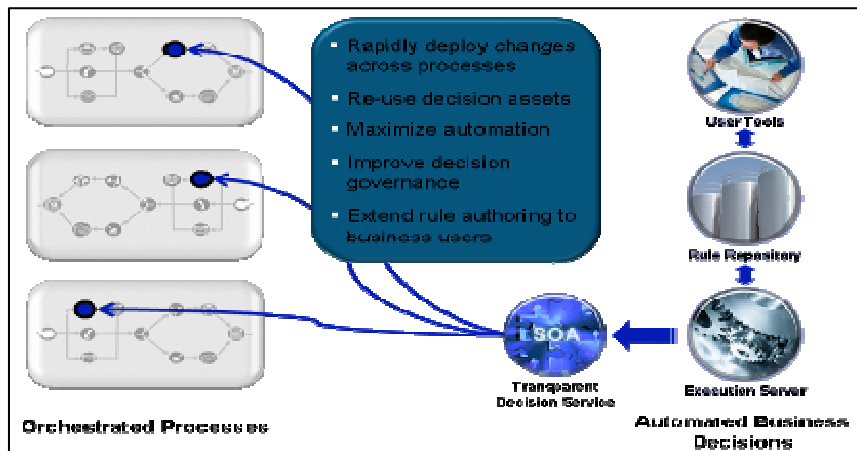 Rapidly deploy changes
across processes
Re-use decision assets
Maximize automation
Improve decision
governance
Extend rule authoring to
business users
User Tools
Rule Repository
SOA
Transparent
Decision Service
Execution Server
Orchestrated Processes
Automated Business
Decisions